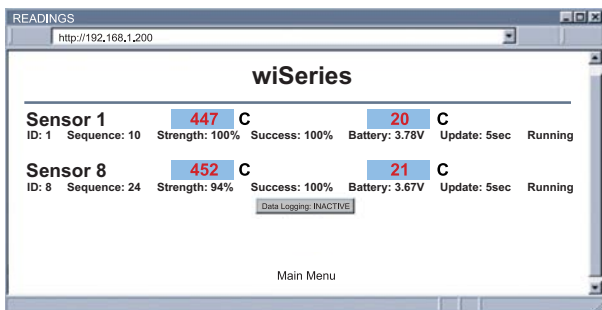 READINGS
http://192.168.1.200
wiSeries
Sensor 1 447 C 20 C
ID: 1 Sequence: 10 Strength: 100% Success: 100% Battery: 3.78V Update: 5sec Running
Sensor 8 452 C 21 C
ID: 8 Sequence: 24 Strength: 94% Success: 100% Battery: 3.67V Update: 5sec Running
Data Logging: INACTIVE
Main Menu